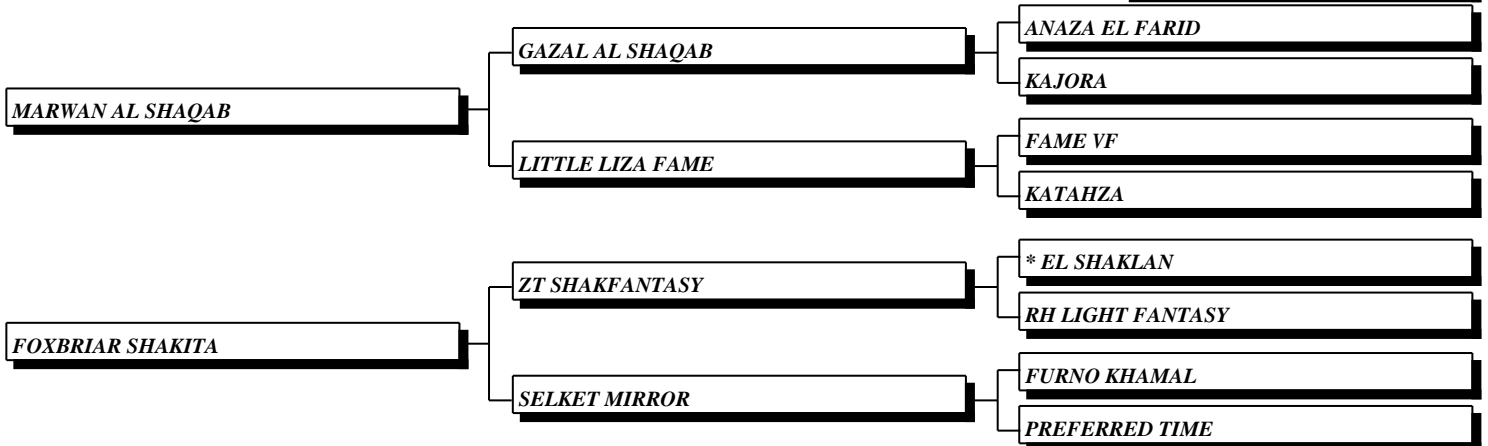 ANAZA EL FARID
GAZAL AL SHAQAB
KAJORA
MARWAN AL SHAQAB
FAME VF
LITTLE LIZA FAME
KATAHZA
* EL SHAKLAN
ZT SHAKFANTASY
RH LIGHT FANTASY
FOXBRIAR SHAKITA
FURNO KHAMAL
SELKET MIRROR
PREFERRED TIME